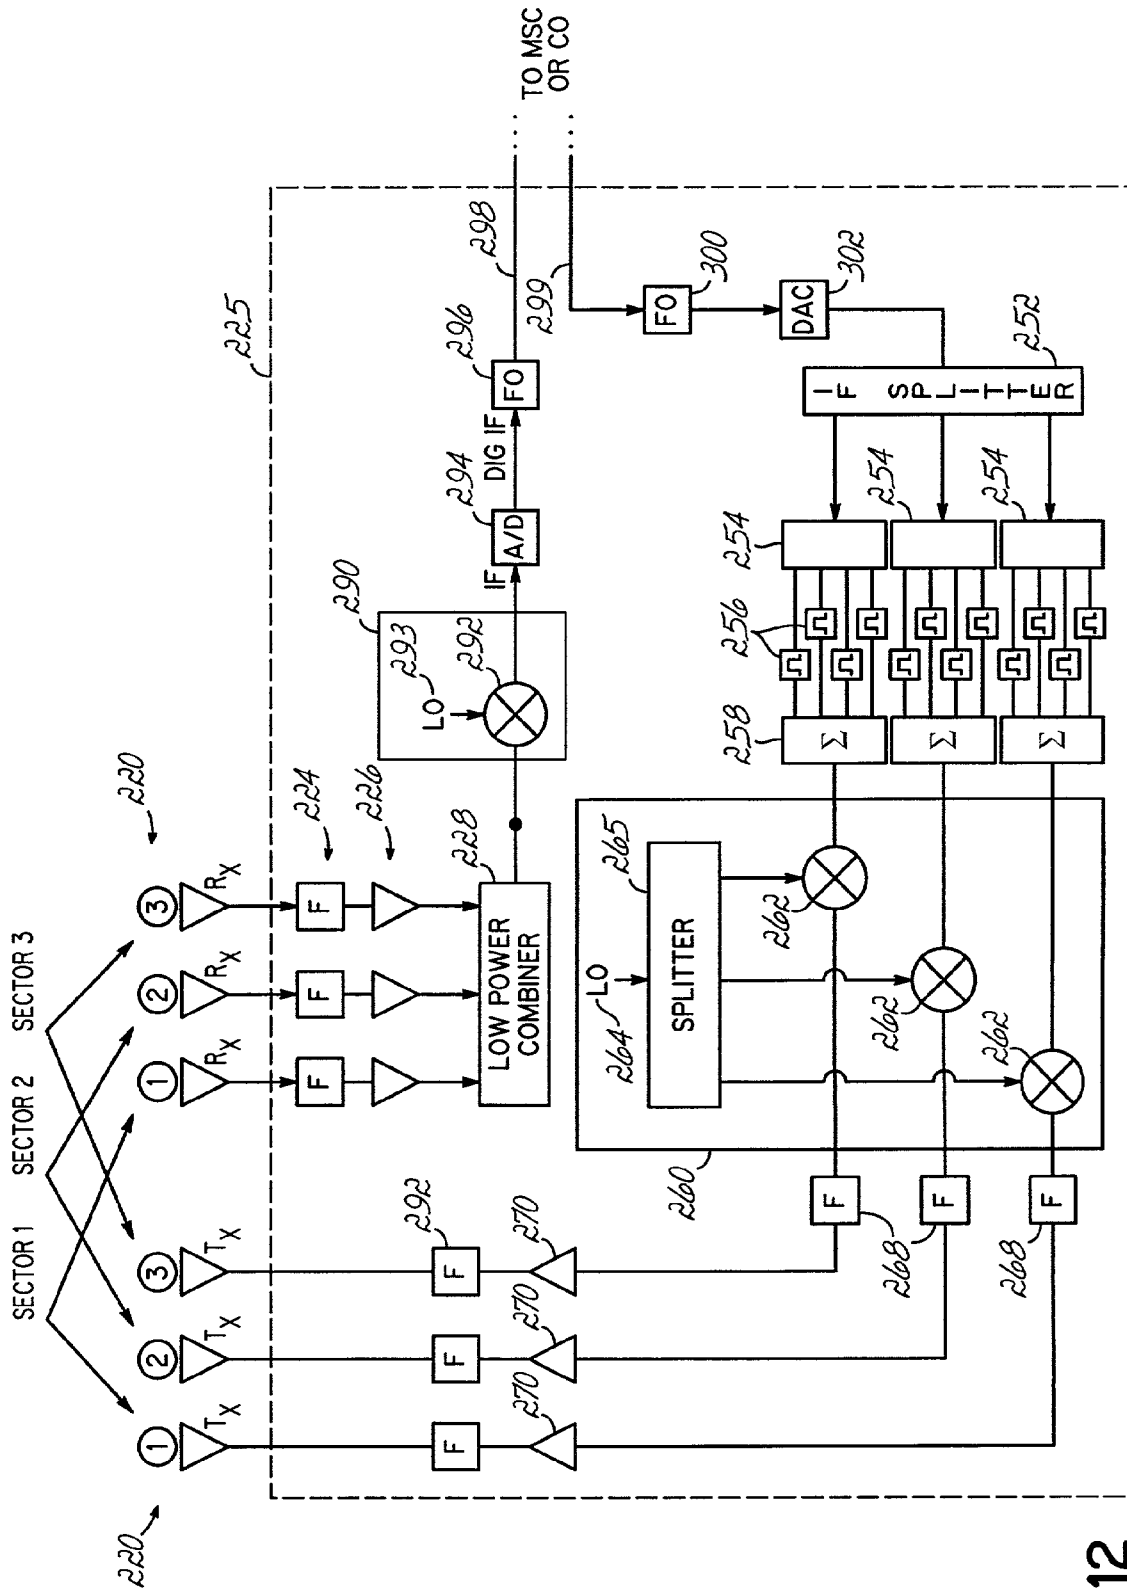 SECTOR 1 SECTOR 2 SECTOR 3
220
220
1 2 3 1 2 3
TX TX TX RX RX RX
225
F F F
224
226
F F F
292
270 270 270
LOW POWER
COMBINER
228
290
LO
293
292
IF
A/D
294
DIG IF
FO
296
298
TO MSC
OR CO
299
260
264
LO
SPLITTER
265
262
262
262
F F F
268
268
268
Σ
Σ
Σ
258
256
254
254
254
IF SPLITTER
252
DAC
302
FO
300
12